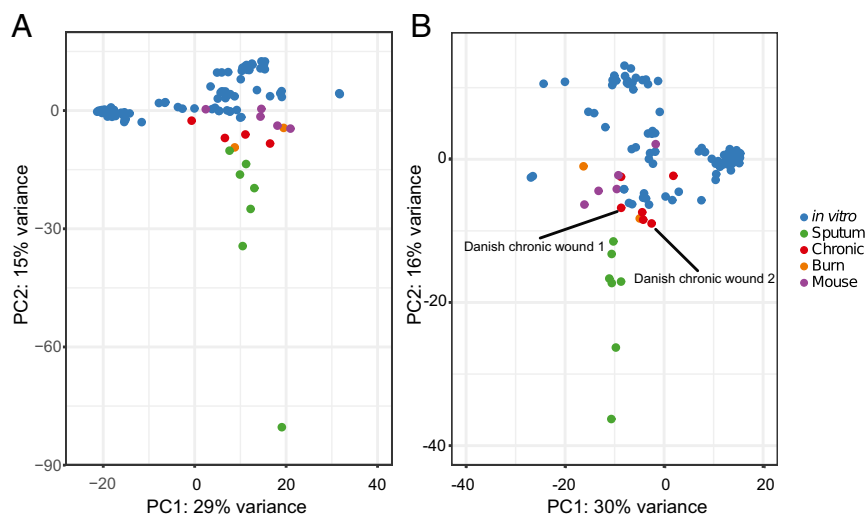 A
B
PC2: 15% variance
0
−30
−60
−90
−20
0
20
40
PC1: 29% variance
PC2: 16% variance
0
-20
-40
-40
-20
0
20
PC1: 30% variance
Danish chronic wound 1
Danish chronic wound 2
in vitro
Sputum
Chronic
Burn
Mouse